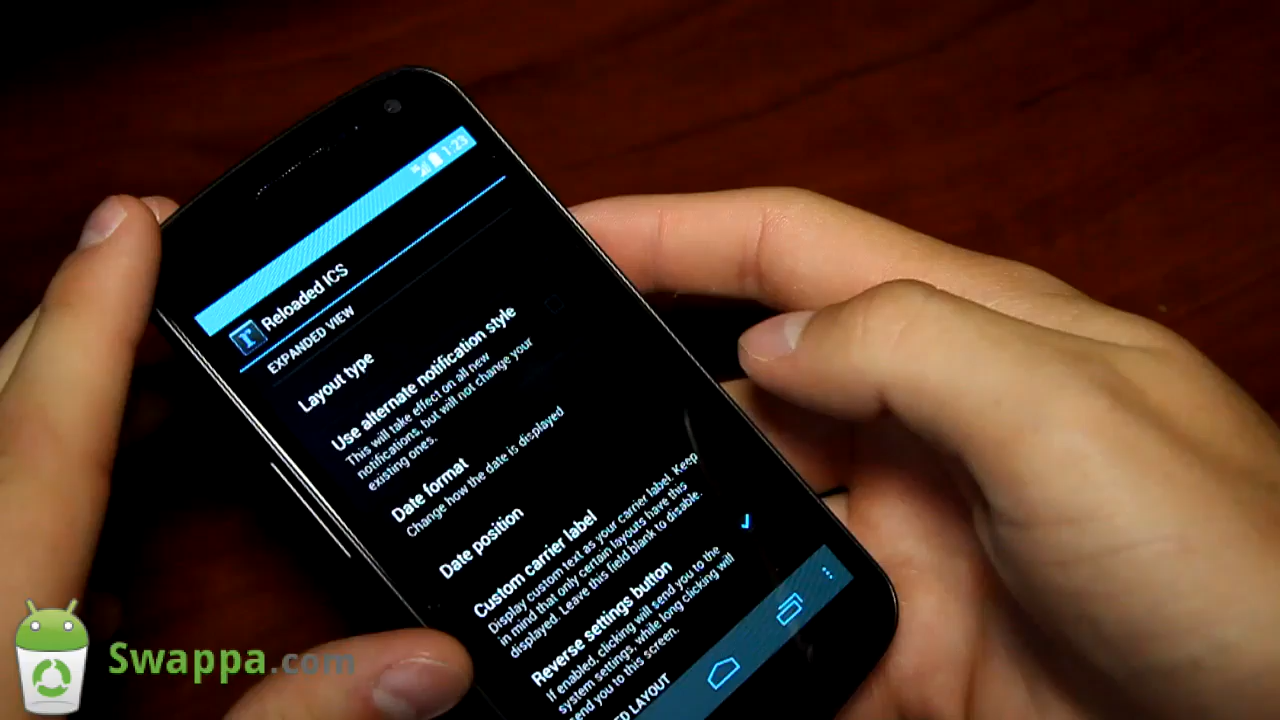 1:23
Reloaded ICS
EXPANDED VIEW
Layout type
Use alternate notification style
This will take effect on all new
notifications, but will not change your
existing ones.
Date format
Change how the date is displayed
Date position
Custom carrier label
Display custom text as your carrier label. Keep
in mind that only certain layouts have this
displayed. Leave this field blank to disable.
Reverse settings button
If enabled, clicking will send you to the
system settings, while long clicking will
send you to this screen.
LAYOUT
Swappa.com